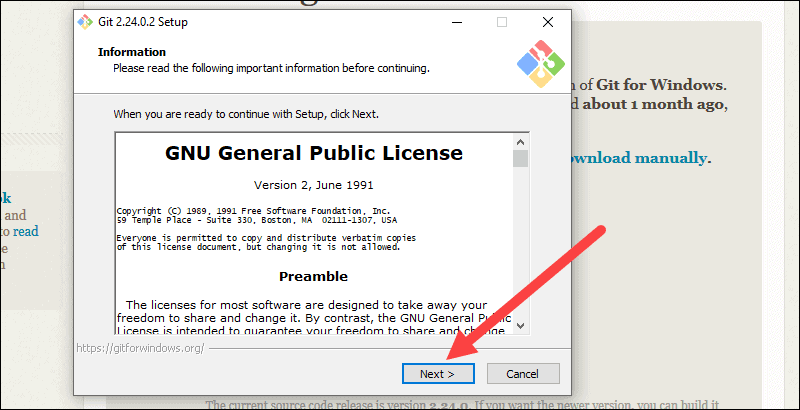 Git 2.24.0.2 Setup
Information
Please read the following important information before continuing.
When you are ready to continue with Setup, click Next.
GNU General Public License
Version 2, June 1991
Copyright (C) 1989, 1991 Free Software Foundation, Inc.
59 Temple Place - Suite 330, Boston, MA  02111-1307, USA
Everyone is permitted to copy and distribute verbatim copies
of this license document, but changing it is not allowed.
Preamble
The licenses for most software are designed to take away your
freedom to share and change it. By contrast, the GNU General Public
License is intended to guarantee your freedom to share and change
https://gitforwindows.org/
Next >
Cancel
of Git for Windows.
about 1 month ago,
download manually.
and
to read
The current source code release is version 2.24.0. If you want the newer version, you can build it